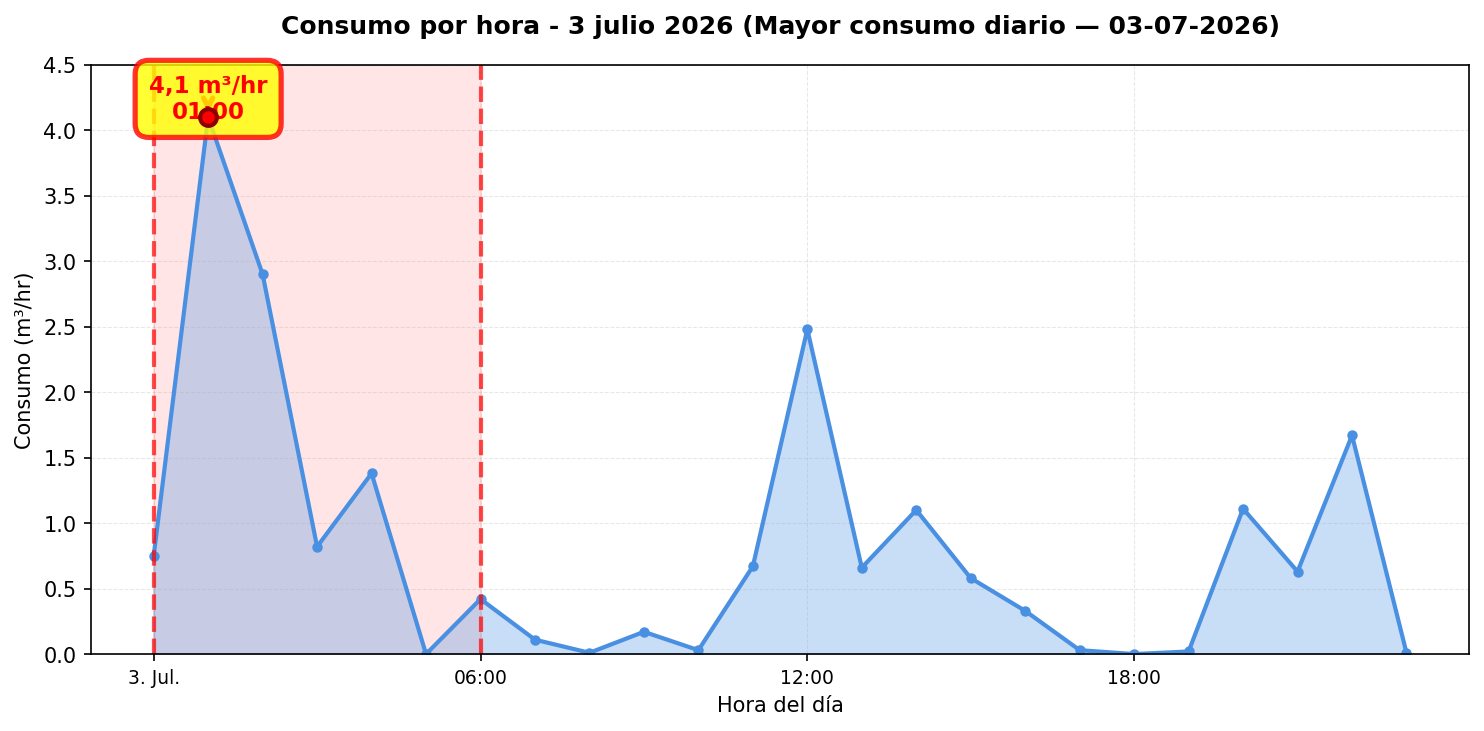 Consumo por hora - 3 julio 2026 (Mayor consumo diario — 03-07-2026)
4,1 m³/hr
01:00
Consumo (m³/hr)
4.5
4.0
3.5
3.0
2.5
2.0
1.5
1.0
0.5
0.0
3. Jul.
06:00
12:00
18:00
Hora del día